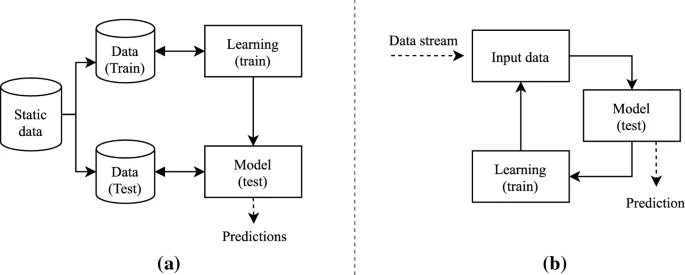 Static
data
Data
(Train)
Learning
(train)
Data
(Test)
Model
(test)
Predictions
(a)
Data stream
Input data
Model
(test)
Learning
(train)
Prediction
(b)